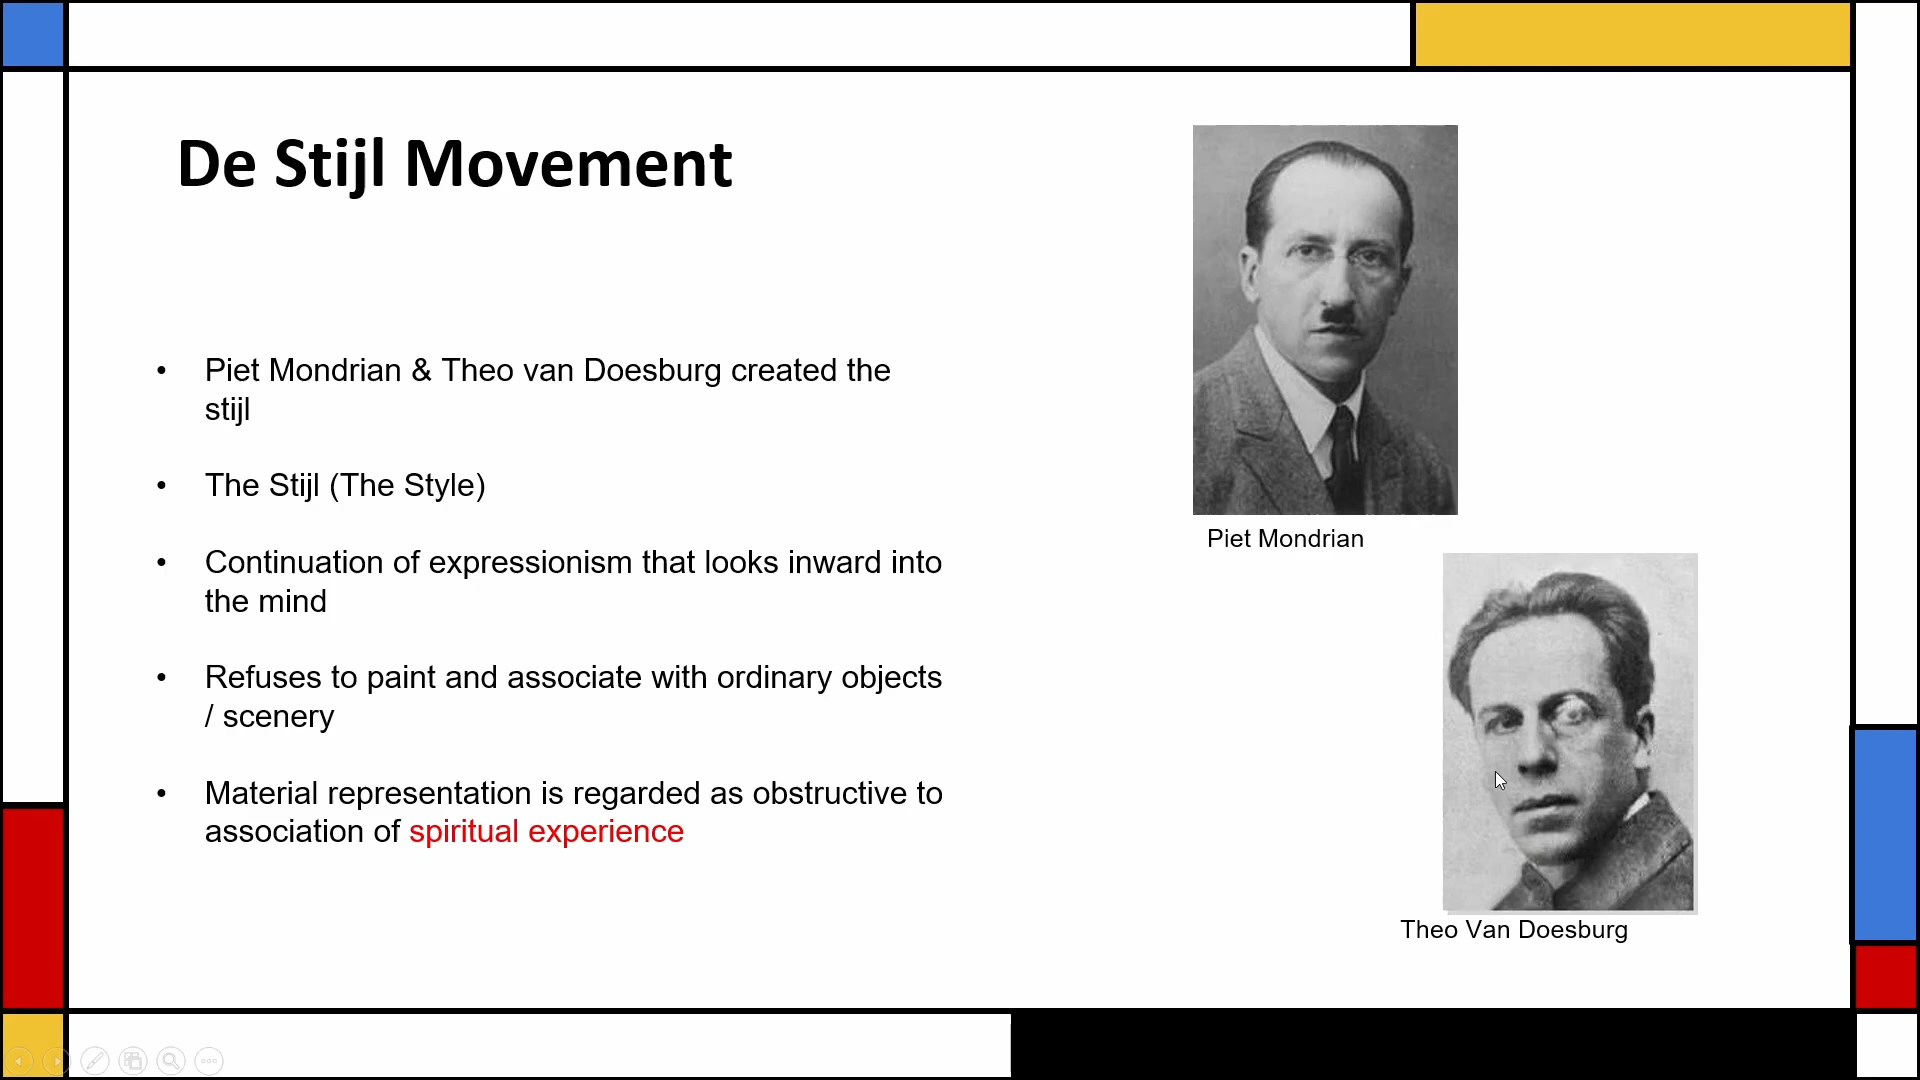 De Stijl Movement
• Piet Mondrian & Theo van Doesburg created the
stijl
• The Stijl (The Style)
• Continuation of expressionism that looks inward into
the mind
• Refuses to paint and associate with ordinary objects
/ scenery
• Material representation is regarded as obstructive to
association of spiritual experience
Piet Mondrian
Theo Van Doesburg